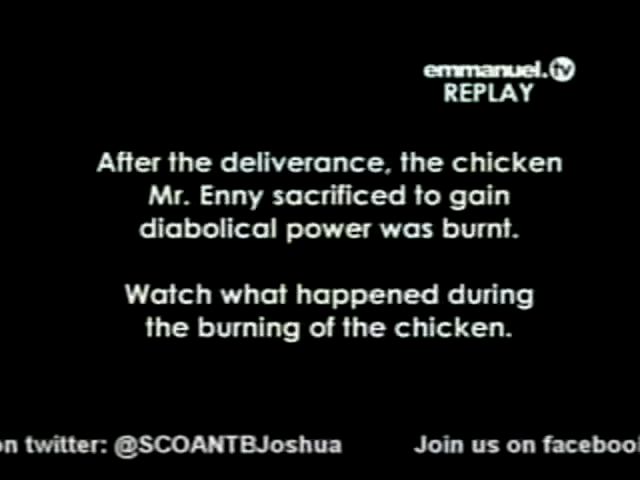 emmanuel.tv
REPLAY
After the deliverance, the chicken
Mr. Enny sacrificed to gain
diabolical power was burnt.
Watch what happened during
the burning of the chicken.
on twitter: @SCOANTBJoshua Join us on facebook